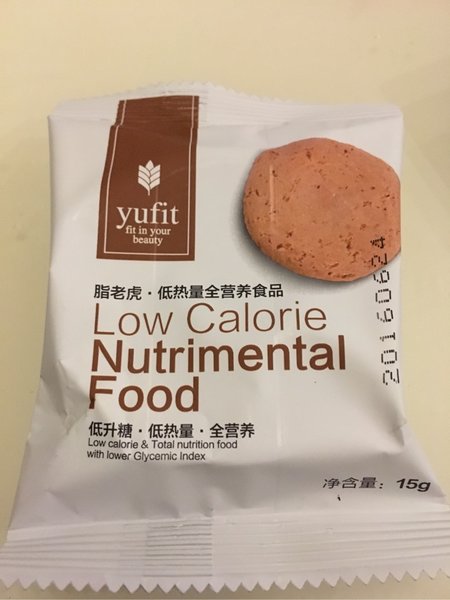 yufit
fit in your
beauty
脂老虎·低热量全营养食品
Low Calorie
Nutrimental
Food
低升糖·低热量·全营养
Low calorie & Total nutrition food
with lower Glycemic Index
净含量: 15g
20160924